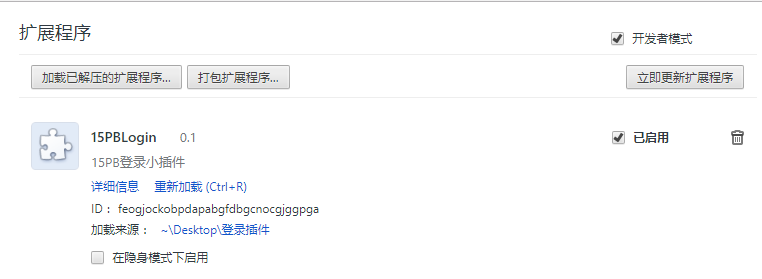 扩展程序
开发者模式
加载已解压的扩展程序... 打包扩展程序... 立即更新扩展程序
15PBLogin 0.1 已启用
15PB登录小插件
详细信息 重新加载 (Ctrl+R)
ID： feogjockobpdapabgfdbgcnocgjggpga
加载来源： ~\Desktop\登录插件
在隐身模式下启用